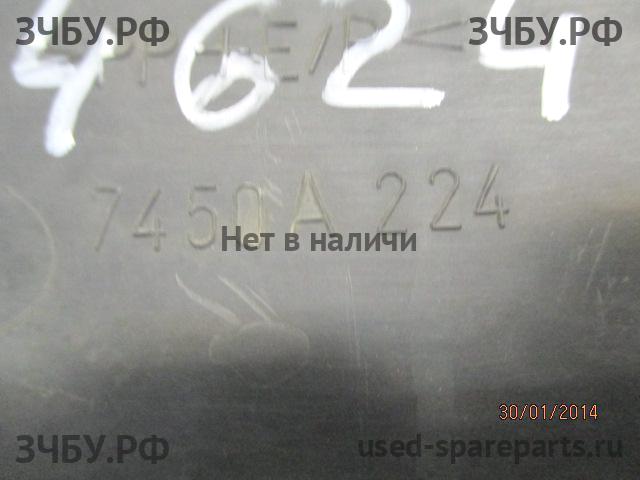 ЗЧБУ.РФ ЗЧБУ.РФ
4624
7450A224
Нет в наличи
30/01/2014
ЗЧБУ.РФ used-spareparts.ru